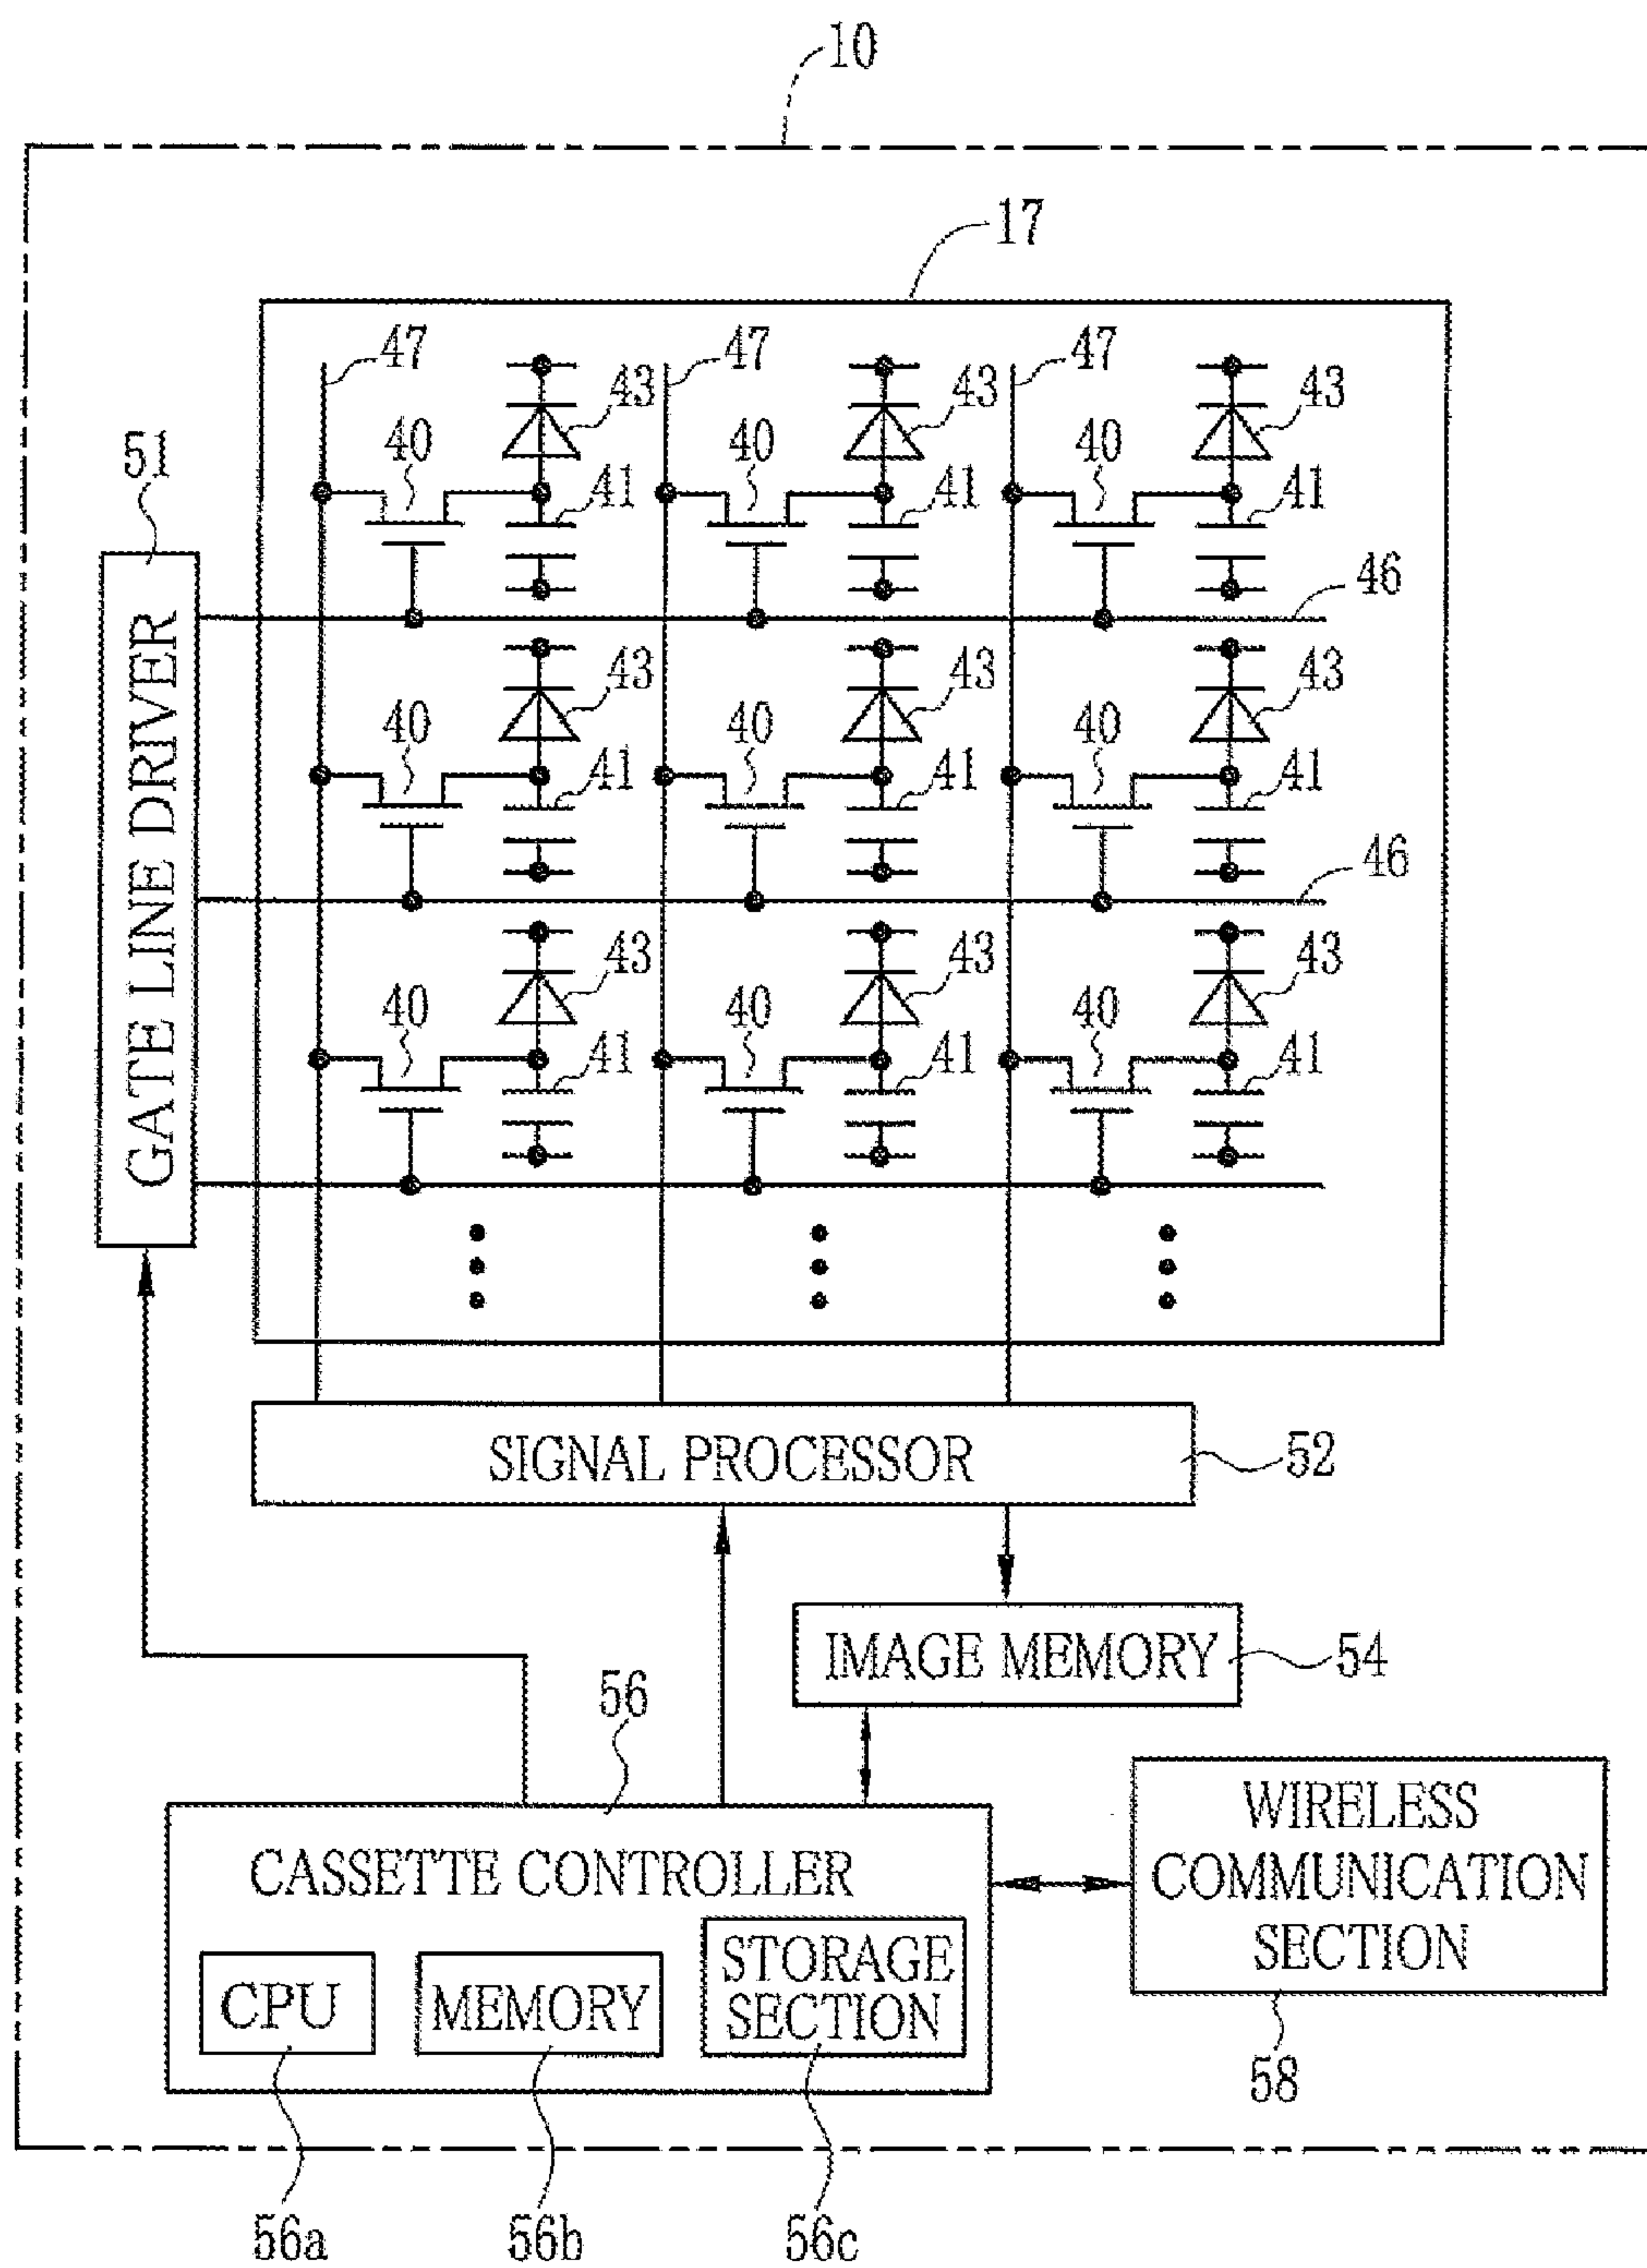 10
17
47
47
47
43
43
43
40
40
40
41
41
41
51
46
GATE LINE DRIVER
43
43
43
40
40
40
41
41
41
46
43
43
43
40
40
40
41
41
41
SIGNAL PROCESSOR
52
IMAGE MEMORY
54
56
CASSETTE CONTROLLER
CPU
MEMORY
STORAGE
SECTION
WIRELESS
COMMUNICATION
SECTION
58
56a
56b
56c